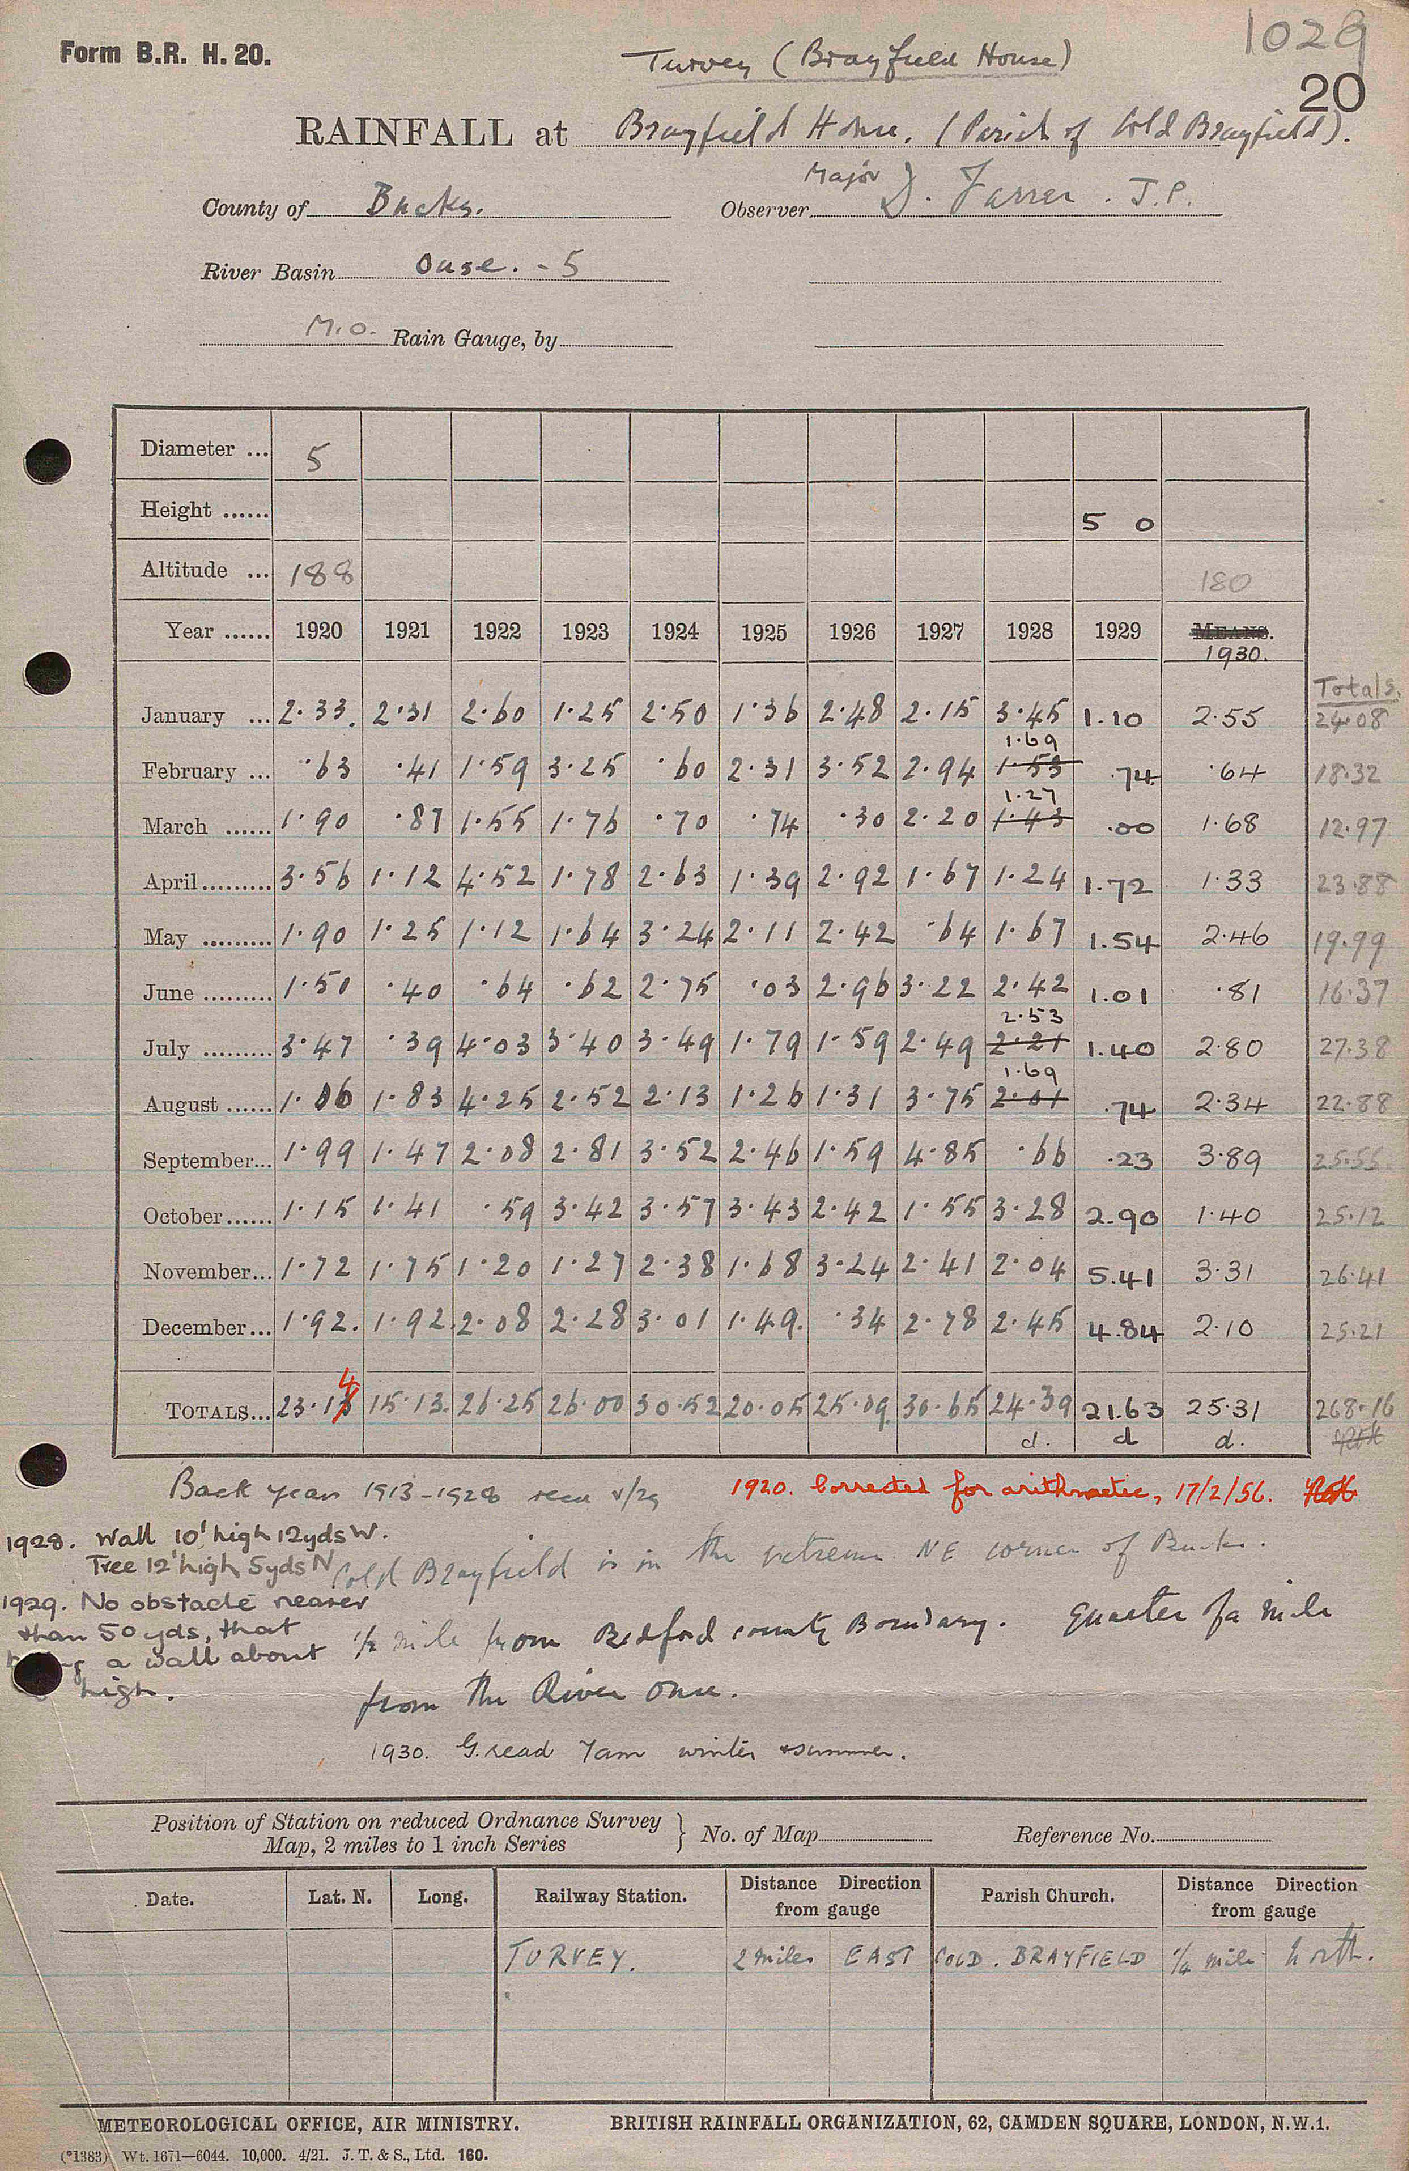 Form B.R. H. 20.
1029
20
Turvey (Brayfield House)
RAINFALL at Brayfield House. (Parish of Cold Brayfield).
County of Bucks. Observer Major D. Farrer. J.P.
River Basin Ouse. - 5
M.O. Rain Gauge, by
Diameter ... 5
Height ...... 5 0
Altitude ... 188 180
Year ...... 1920 1921 1922 1923 1924 1925 1926 1927 1928 1929 MEANS. 1930.
Totals.
January ... 2.33 2.31 2.60 1.25 2.50 1.36 2.48 2.15 3.45 1.10 2.55 24.08
February ... .63 .41 1.59 3.25 .60 2.31 3.52 2.94 1.69 1.53 .74 .64 18.32
March ...... 1.90 .87 1.55 1.76 .70 .74 .30 2.20 1.27 1.43 .00 1.68 12.97
April ......... 3.56 1.12 4.52 1.78 2.63 1.39 2.92 1.67 1.24 1.72 1.33 23.88
May ......... 1.90 1.25 1.12 1.64 3.24 2.11 2.42 .64 1.67 1.54 2.46 19.99
June ......... 1.50 .40 .64 .62 2.75 .03 2.96 3.22 2.42 1.01 .81 16.37
July ......... 3.47 .39 4.03 3.40 3.49 1.79 1.59 2.49 2.53 2.21 1.40 2.80 27.38
August ...... 1.06 1.83 4.25 2.52 2.13 1.26 1.31 3.75 1.69 2.01 .74 2.34 22.88
September... 1.99 1.47 2.08 2.81 3.52 2.46 1.59 4.85 .66 .23 3.89 25.55
October...... 1.15 1.41 .59 3.42 3.57 3.43 2.42 1.55 3.28 2.90 1.40 25.12
November... 1.72 1.75 1.20 1.27 2.38 1.68 3.24 2.41 2.04 5.41 3.31 26.41
December... 1.92. 1.92 2.08 2.28 3.01 1.49. .34 2.78 2.45 4.84 2.10 25.21
TOTALS... 23.14 15.13. 26.25 26.00 30.52 20.05 25.09 30.65 24.39 21.63 25.31 268.16
d. d d.
Back years 1913-1928 recd v/29 1920. Corrected for arithmetic, 17/2/56.
1928. Wall 10' high 12yds W.
Tree 12' high 5yds N
1929. No obstacle nearer
than 50 yds, that
a wall about
high.
Cold Brayfield is in the extreme NE corner of Bucks.
1/2 mile from Bedford county Boundary. Quarter of a mile
from the River Ouse.
1930. G. read 7am winter & summer.
Position of Station on reduced Ordnance Survey
Map, 2 miles to 1 inch Series } No. of Map Reference No.
Date. Lat. N. Long. Railway Station. Distance Direction from gauge Parish Church. Distance Direction from gauge
TURVEY. 2 miles EAST COLD. BRAYFIELD 1/4 mile North.
METEOROLOGICAL OFFICE, AIR MINISTRY. BRITISH RAINFALL ORGANIZATION, 62, CAMDEN SQUARE, LONDON, N.W.1.
(*1383) Wt. 1671—6044. 10,000. 4/21. J. T. & S., Ltd. 160.